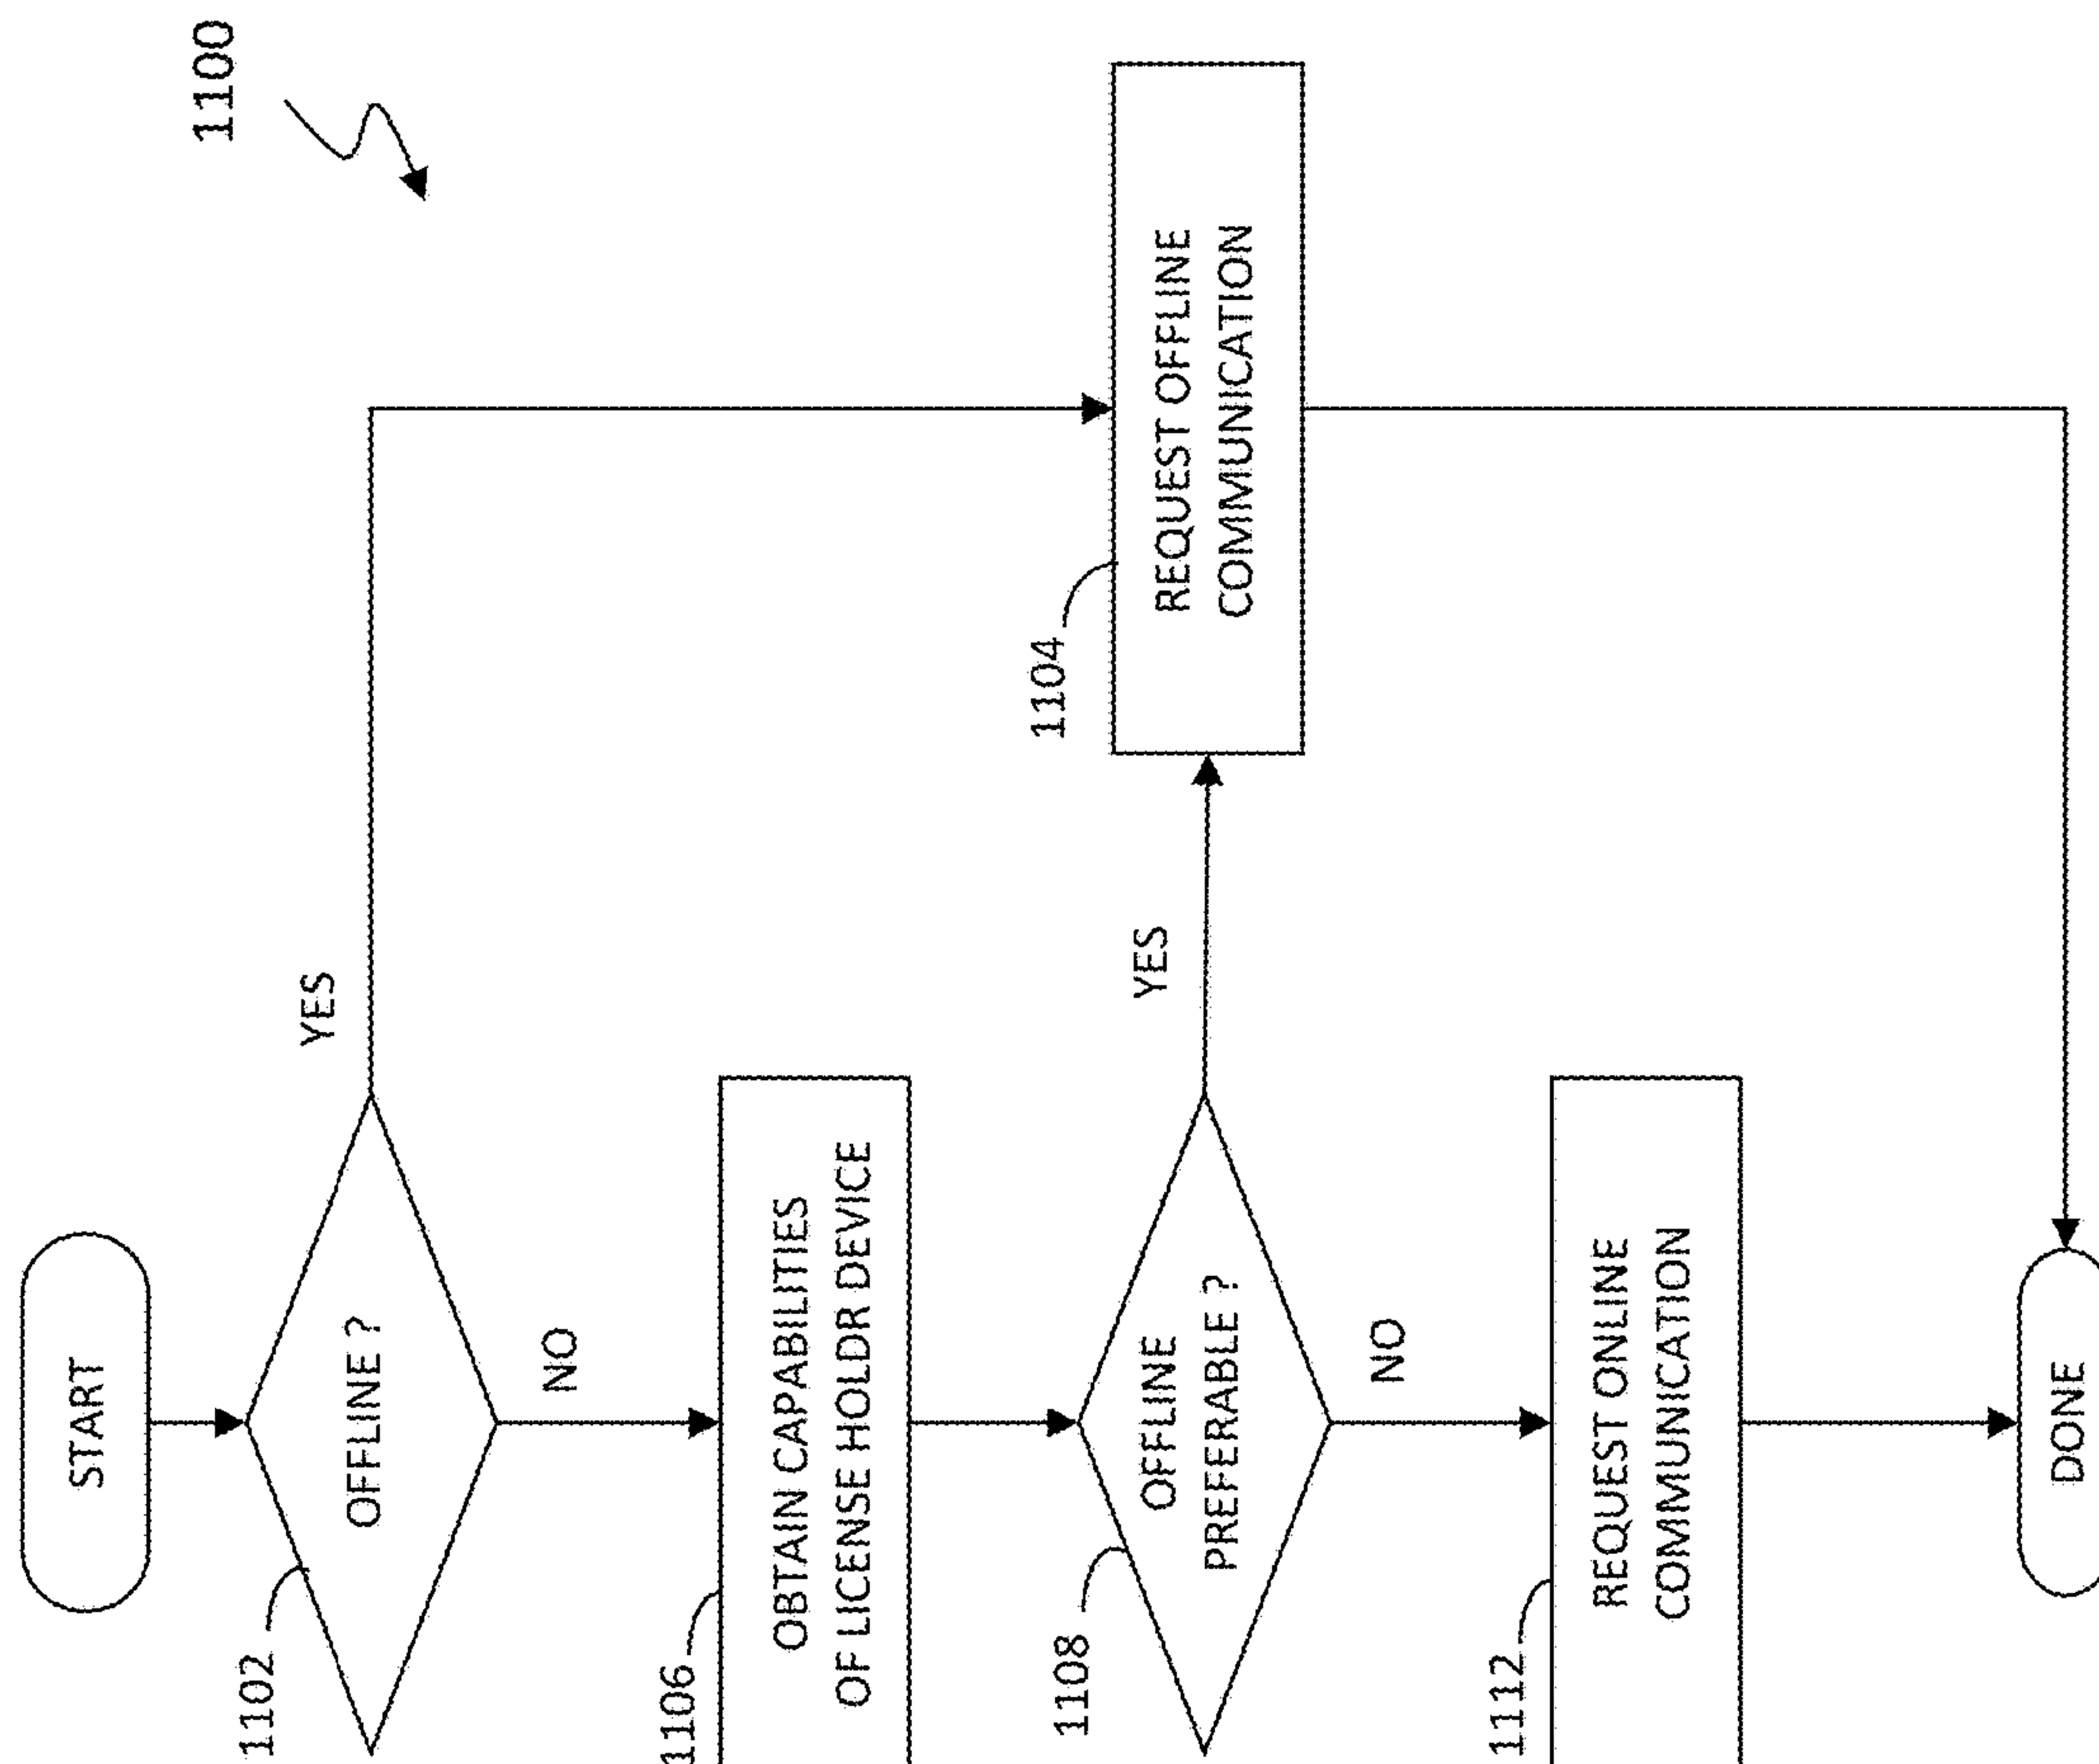 1100
START
1102
OFFLINE ?
YES
NO
1106
OBTAIN CAPABILITIES
OF LICENSE HOLDR DEVICE
1108
OFFLINE
PREFERABLE ?
YES
1104
REQUEST OFFLINE
COMMUNICATION
NO
1112
REQUEST ONLINE
COMMUNICATION
DONE